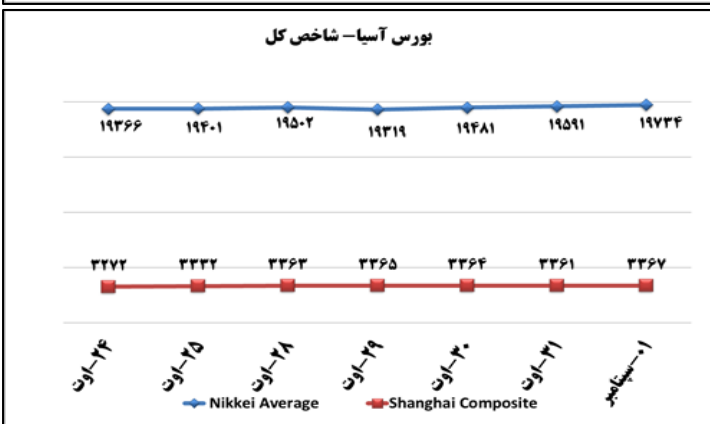 بورس آسیا- شاخص کل
۱۹۳۶۶ ۱۹۴۰۱ ۱۹۵۰۲ ۱۹۳۱۹ ۱۹۴۸۱ ۱۹۵۹۱ ۱۹۷۳۴
۳۲۷۲ ۳۳۳۲ ۳۳۶۳ ۳۳۶۵ ۳۳۶۴ ۳۳۶۱ ۳۳۶۷
۲۴-اوت ۲۵-اوت ۲۸-اوت ۲۹-اوت ۳۰-اوت ۳۱-اوت ۰۱-سپتامبر
Nikkei Average Shanghai Composite